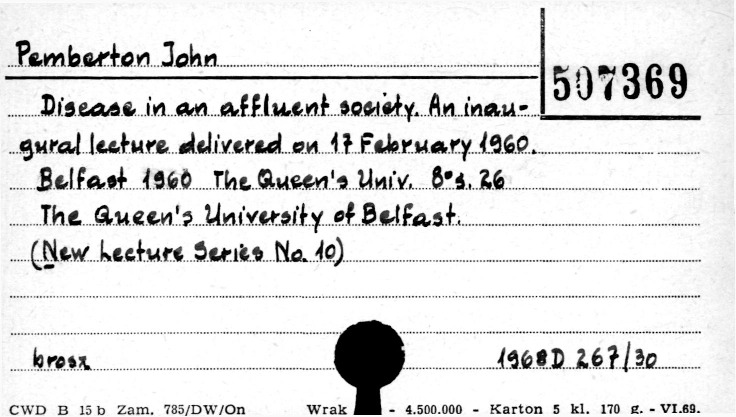 Pemberton John
507369
Disease in an affluent society. An inau-
gural lecture delivered on 17 February 1960.
Belfast 1960 The Queen's Univ. 8° s. 26
The Queen's University of Belfast.
(New Lecture Series No. 10)
brosz
1968D 267/30
CWD B 15 b Zam. 785/DW/On Wrak - 4.500.000 - Karton 5 kl. 170 g. - VI.69.